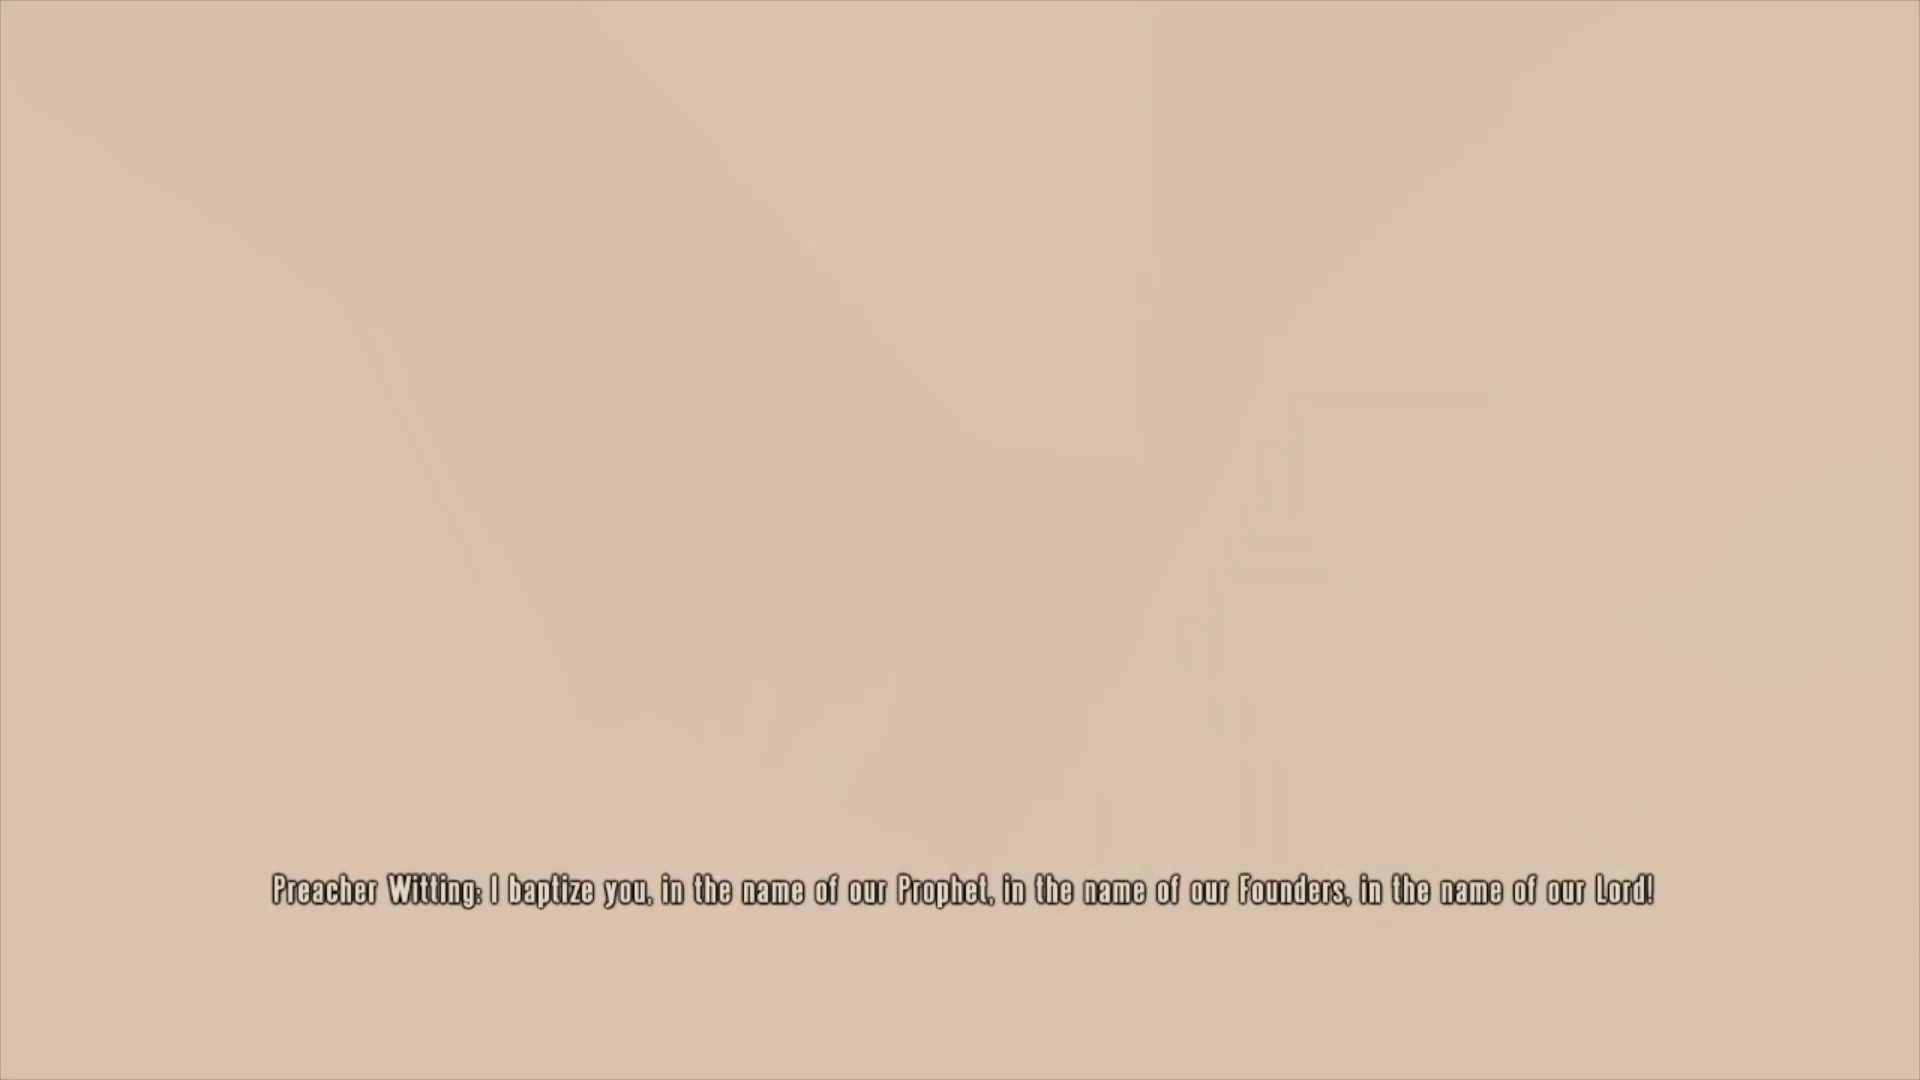 Preacher Witting: I baptize you, in the name of our Prophet, in the name of our Founders, in the name of our Lord!